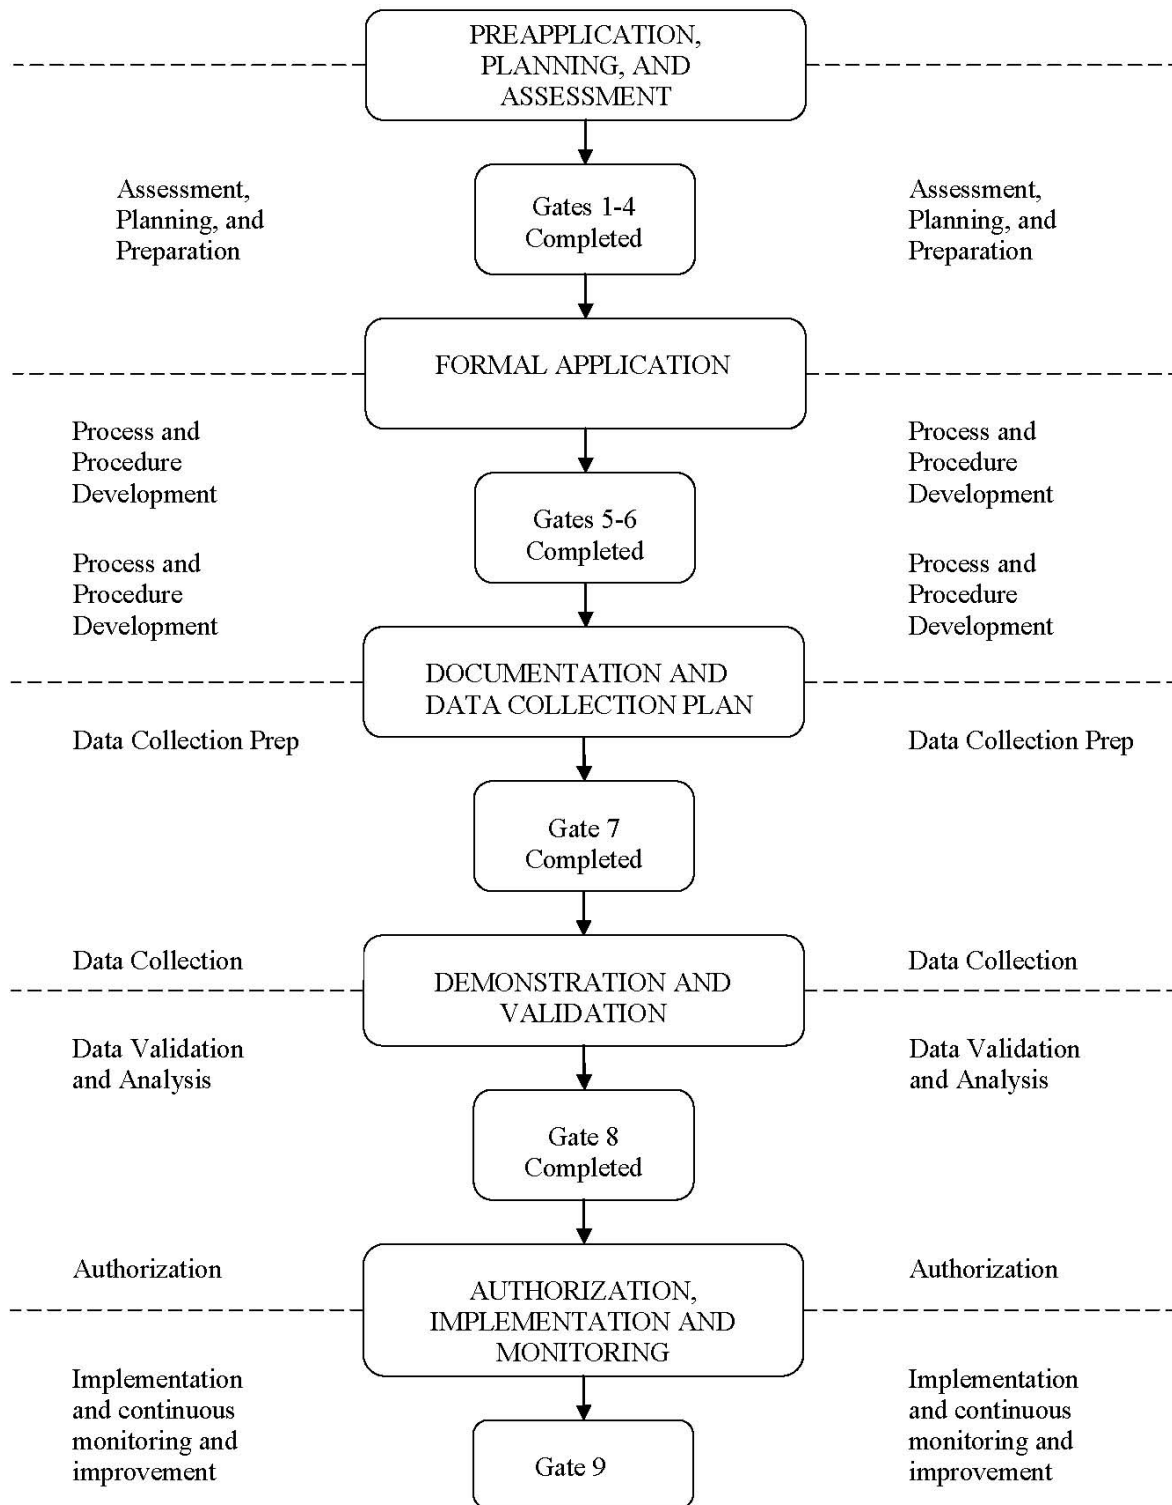 PREAPPLICATION,
PLANNING, AND
ASSESSMENT
Assessment,
Planning, and
Preparation
Gates 1-4
Completed
Assessment,
Planning, and
Preparation
FORMAL APPLICATION
Process and
Procedure
Development
Process and
Procedure
Development
Gates 5-6
Completed
Process and
Procedure
Development
Process and
Procedure
Development
DOCUMENTATION AND
DATA COLLECTION PLAN
Data Collection Prep
Data Collection Prep
Gate 7
Completed
Data Collection
Data Collection
DEMONSTRATION AND
VALIDATION
Data Validation
and Analysis
Data Validation
and Analysis
Gate 8
Completed
Authorization
Authorization
AUTHORIZATION,
IMPLEMENTATION AND
MONITORING
Implementation
and continuous
monitoring and
improvement
Gate 9
Implementation
and continuous
monitoring and
improvement